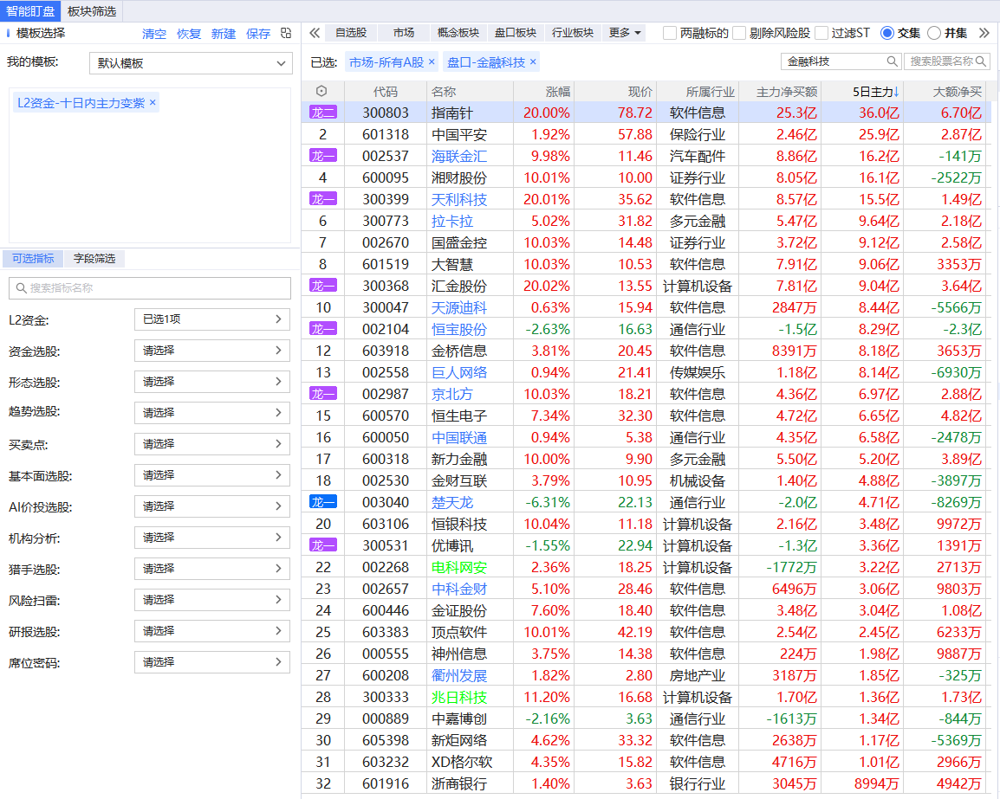 智能盯盘 板块筛选
模板选择 清空 恢复 新建 保存
我的模板: 默认模板
L2资金-十日内主力变紫 ×
可选指标 字段筛选
搜索指标名称
L2资金: 已选1项
资金选股: 请选择
形态选股: 请选择
趋势选股: 请选择
买卖点: 请选择
基本面选股: 请选择
AI价投选股: 请选择
机构分析: 请选择
猎手选股: 请选择
风险扫雷: 请选择
研报选股: 请选择
席位密码: 请选择
自选股 市场 概念板块 盘口板块 行业板块 更多 两融标的 剔除风险股 过滤ST 交集 并集
已选: 市场-所有A股 × 盘口-金融科技 × 金融科技 搜索股票名称
代码 名称 涨幅 现价 所属行业 主力净买额 5日主力↓ 大额净买
龙二 300803 指南针 20.00% 78.72 软件信息 25.3亿 36.0亿 6.70亿
2 601318 中国平安 1.92% 57.88 保险行业 2.46亿 25.9亿 2.87亿
龙一 002537 海联金汇 9.98% 11.46 汽车配件 8.86亿 16.2亿 -141万
4 600095 湘财股份 10.01% 10.00 证券行业 8.05亿 16.1亿 -2522万
龙一 300399 天利科技 20.01% 35.62 软件信息 8.57亿 15.5亿 1.49亿
6 300773 拉卡拉 5.02% 31.82 多元金融 5.47亿 9.64亿 2.18亿
7 002670 国盛金控 10.03% 14.48 证券行业 3.72亿 9.12亿 2.58亿
8 601519 大智慧 10.03% 10.53 软件信息 7.91亿 9.06亿 3353万
龙一 300368 汇金股份 20.02% 13.55 计算机设备 7.81亿 9.04亿 3.64亿
10 300047 天源迪科 0.63% 15.94 软件信息 2847万 8.44亿 -5566万
龙一 002104 恒宝股份 -2.63% 16.63 通信行业 -1.5亿 8.29亿 -2.3亿
12 603918 金桥信息 3.81% 20.45 软件信息 8391万 8.18亿 3653万
13 002558 巨人网络 0.94% 21.41 传媒娱乐 1.18亿 8.14亿 -6930万
龙一 002987 京北方 10.03% 18.21 软件信息 4.36亿 6.97亿 2.88亿
15 600570 恒生电子 7.34% 32.30 软件信息 4.72亿 6.65亿 4.82亿
16 600050 中国联通 0.94% 5.38 通信行业 4.35亿 6.58亿 -2478万
17 600318 新力金融 10.00% 9.90 多元金融 5.50亿 5.20亿 3.89亿
18 002530 金财互联 3.79% 10.95 机械设备 1.40亿 4.88亿 -3897万
龙一 003040 楚天龙 -6.31% 22.13 通信行业 -2.0亿 4.71亿 -8269万
20 603106 恒银科技 10.04% 11.18 计算机设备 2.16亿 3.48亿 9972万
龙一 300531 优博讯 -1.55% 22.94 计算机设备 -1.3亿 3.36亿 1391万
22 002268 电科网安 2.36% 18.25 计算机设备 -1772万 3.22亿 2713万
23 002657 中科金财 5.10% 28.46 软件信息 6496万 3.06亿 9803万
24 600446 金证股份 7.60% 18.40 软件信息 3.48亿 3.04亿 1.08亿
25 603383 顶点软件 10.01% 42.19 软件信息 2.54亿 2.45亿 6233万
26 000555 神州信息 3.75% 14.38 软件信息 224万 1.98亿 9887万
27 600208 衢州发展 1.82% 2.80 房地产业 3187万 1.85亿 -325万
28 300333 兆日科技 11.20% 16.68 计算机设备 1.70亿 1.36亿 1.73亿
29 000889 中嘉博创 -2.16% 3.63 通信行业 -1613万 1.34亿 -844万
30 605398 新炬网络 4.62% 33.32 软件信息 2638万 1.17亿 -5369万
31 603232 XD格尔软 4.35% 15.82 软件信息 4716万 1.01亿 2966万
32 601916 浙商银行 1.40% 3.63 银行行业 3045万 8994万 4942万